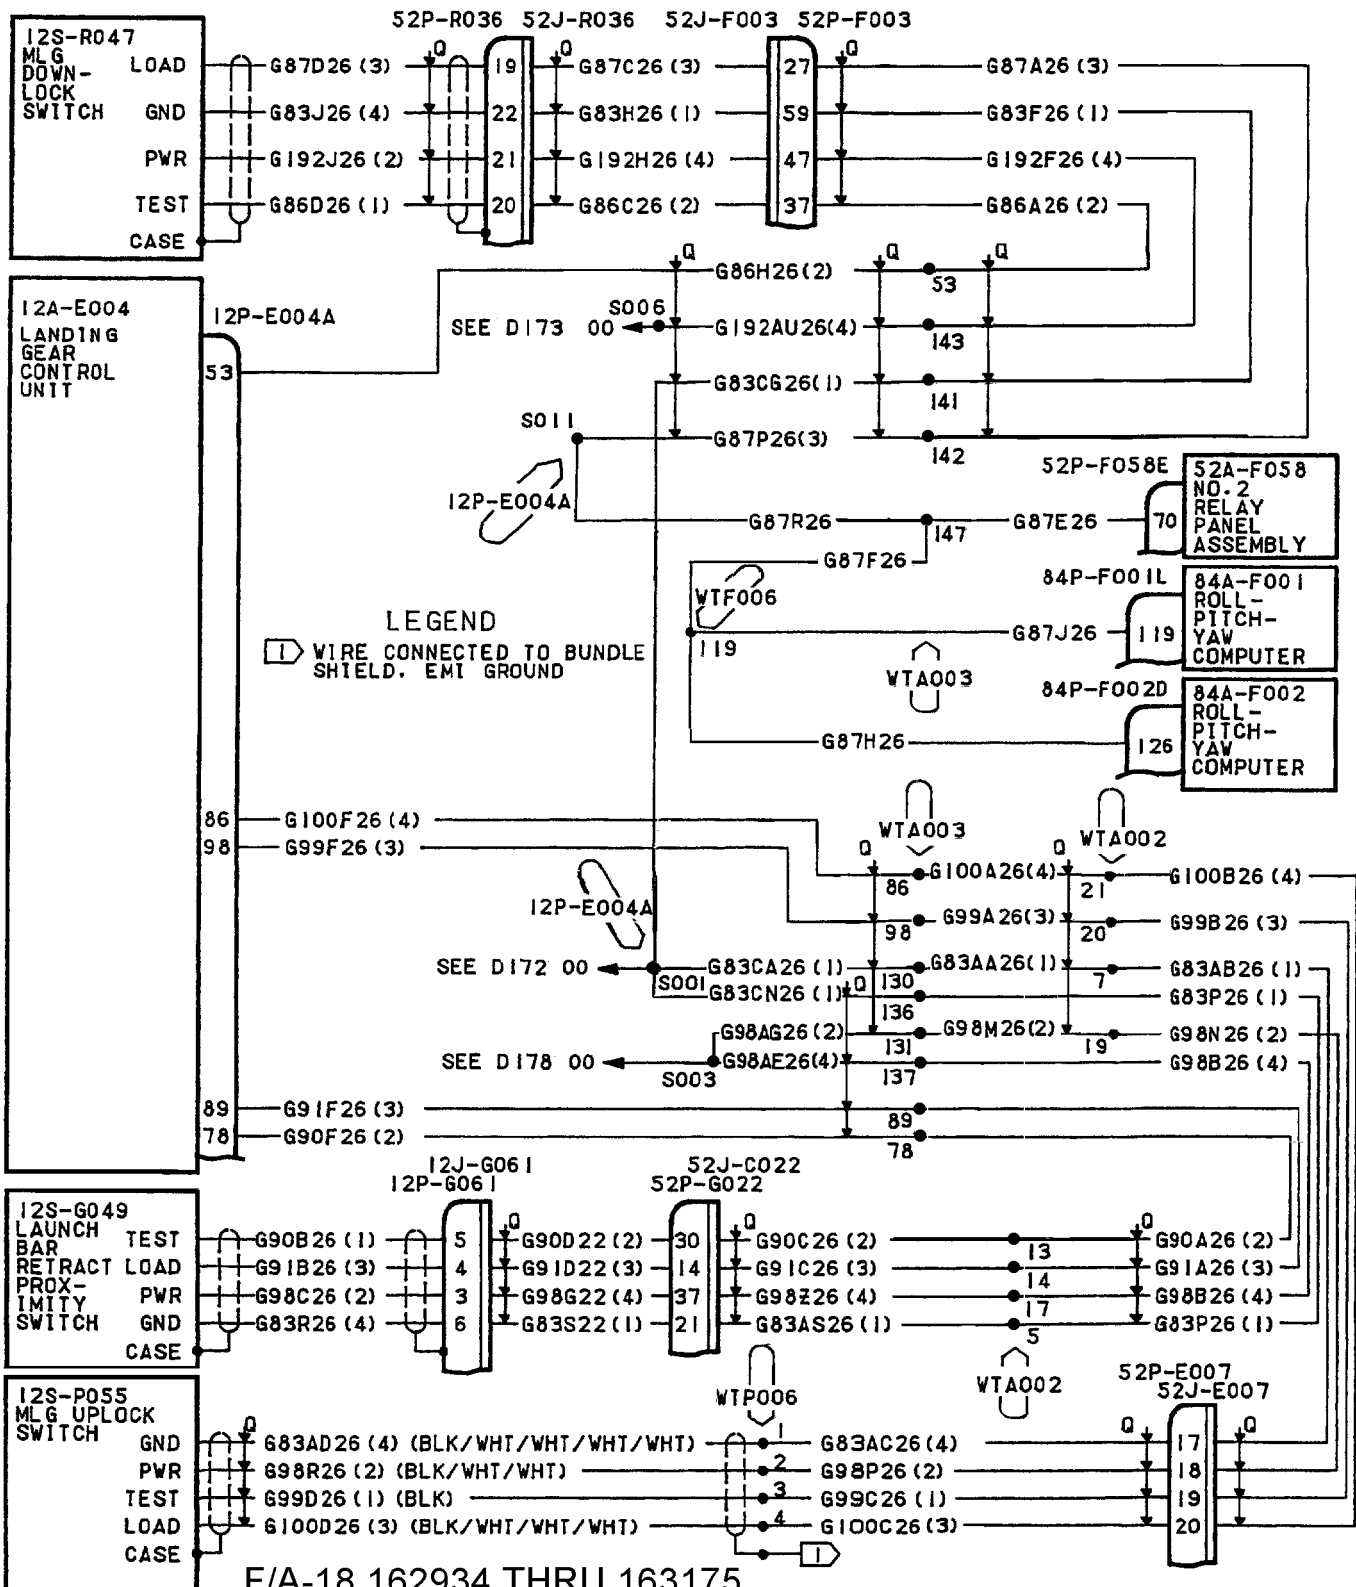 52P-R036 52J-R036 52J-F003 52P-F003
12S-R047
MLG
DOWN-
LOCK
SWITCH
LOAD G87D26(3) 19 Q G87C26(3) 27 Q G87A26(3)
GND G83J26(4) 22 G83H26(1) 59 G83F26(1)
PWR G192J26(2) 21 G192H26(4) 47 G192F26(4)
TEST G86D26(1) 20 G86C26(2) 37 G86A26(2)
CASE
Q
Q G86H26(2) Q 53 Q
SEE D173 00 S006 G192AU26(4) 143
G83CG26(1) 141
S011 G87P26(3) 142
12A-E004
LANDING
GEAR
CONTROL
UNIT
12P-E004A
53
12P-E004A
G87R26 147 G87E26
52P-F058E
70
52A-F058
NO.2
RELAY
PANEL
ASSEMBLY
G87F26
WTF006
119
G87J26
WTA003
84P-F001L
119
84A-F001
ROLL-
PITCH-
YAW
COMPUTER
LEGEND
1 WIRE CONNECTED TO BUNDLE
SHIELD. EMI GROUND
G87H26
84P-F002D
126
84A-F002
ROLL-
PITCH-
YAW
COMPUTER
WTA003
WTA002
86 G100F26(4)
98 G99F26(3)
Q 86 G100A26(4) Q 21 G100B26(4)
98 G99A26(3) 20 G99B26(3)
12P-E004A
SEE D172 00 S001 G83CA26(1) 130 G83AA26(1) 7 G83AB26(1)
G83CN26(1) Q 136 G83P26(1)
G98AG26(2) 131 G98M26(2) 19 G98N26(2)
SEE D178 00 S003 G98AE26(4) 137 G98B26(4)
89 G91F26(3) 89
78 G90F26(2) 78
12J-G061
12P-G061
52J-C022
52P-G022
12S-G049
LAUNCH
BAR
RETRACT
PROX-
IMITY
SWITCH
TEST G90B26(1) 5 Q G90D22(2) 30 Q G90C26(2) 13 Q G90A26(2)
LOAD G91B26(3) 4 G91D22(3) 14 G91C26(3) 14 G91A26(3)
PWR G98C26(2) 3 G98G22(4) 37 G98Z26(4) 17 G98B26(4)
GND G83R26(4) 6 G83S22(1) 21 G83AS26(1) 5 G83P26(1)
CASE
WTP006
WTA002
52P-E007
52J-E007
12S-P055
MLG UPLOCK
SWITCH
GND Q G83AD26(4) (BLK/WHT/WHT/WHT/WHT) 1 G83AC26(4) Q 17 Q
PWR G98R26(2) (BLK/WHT/WHT) 2 G98P26(2) 18
TEST G99D26(1) (BLK) 3 G99C26(1) 19
LOAD G100D26(3) (BLK/WHT/WHT/WHT) 4 G100C26(3) 20
CASE 1
F/A-18 162934 THRU 163175